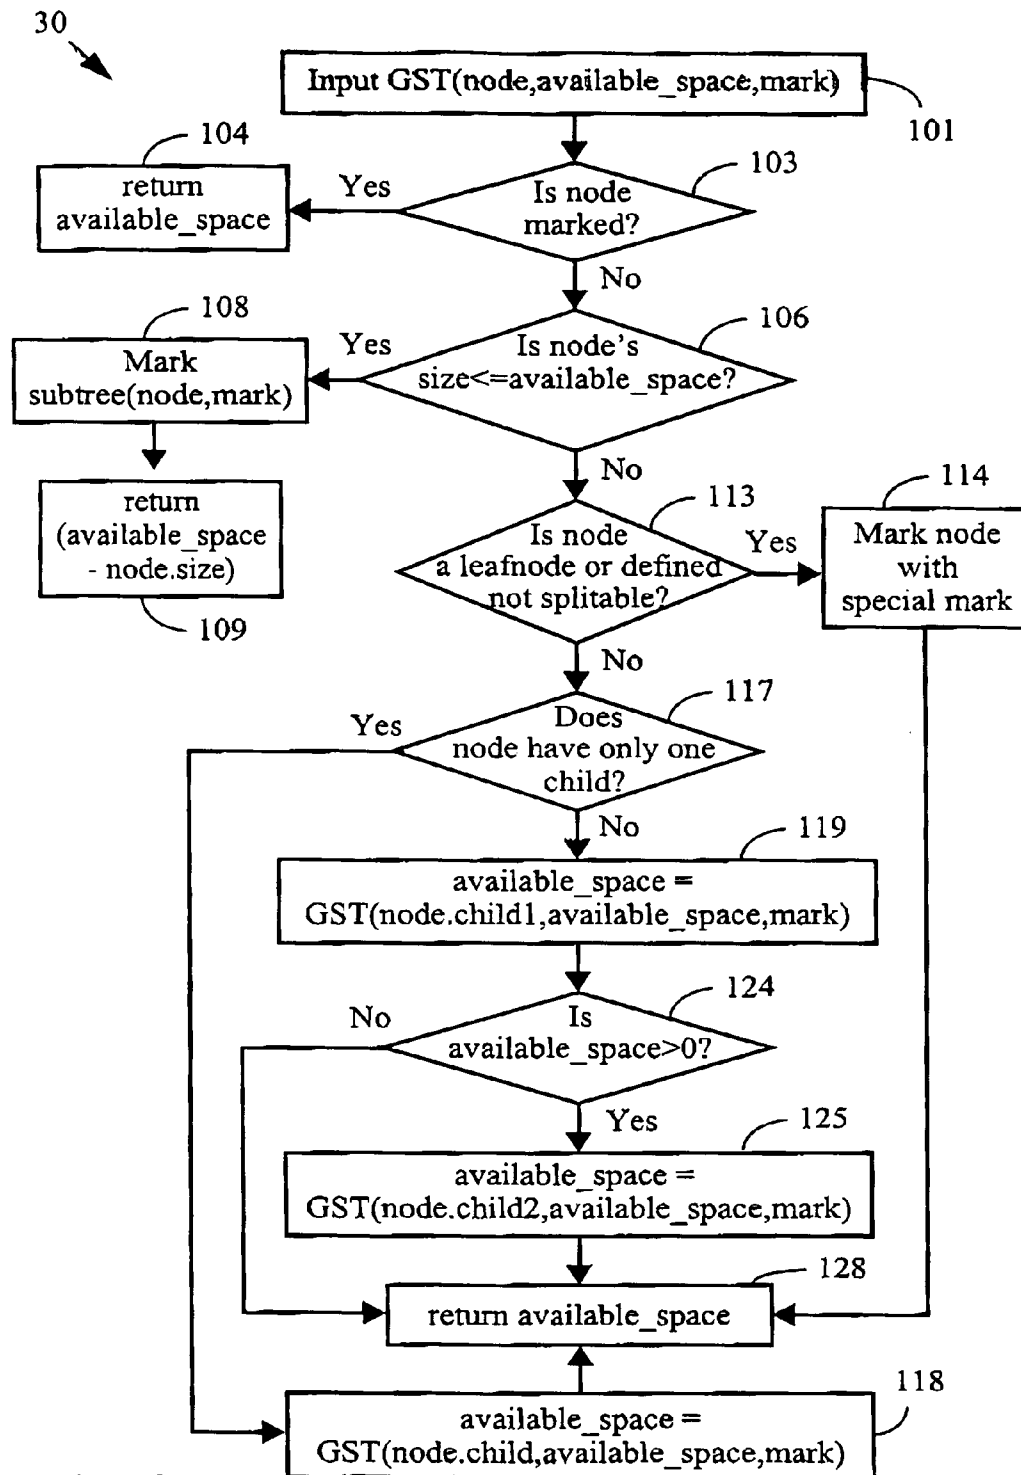 30
Input GST(node,available_space,mark)
101
104
return
available_space
Yes
103
Is node
marked?
No
108
Mark
subtree(node,mark)
Yes
106
Is node's
size<=available_space?
return
(available_space
- node.size)
109
No
113
Is node
a leafnode or defined
not splitable?
Yes
114
Mark node
with
special mark
No
117
Yes
Does
node have only one
child?
No
119
available_space =
GST(node.child1,available_space,mark)
124
No
Is
available_space>0?
Yes
125
available_space =
GST(node.child2,available_space,mark)
128
return available_space
118
available_space =
GST(node.child,available_space,mark)